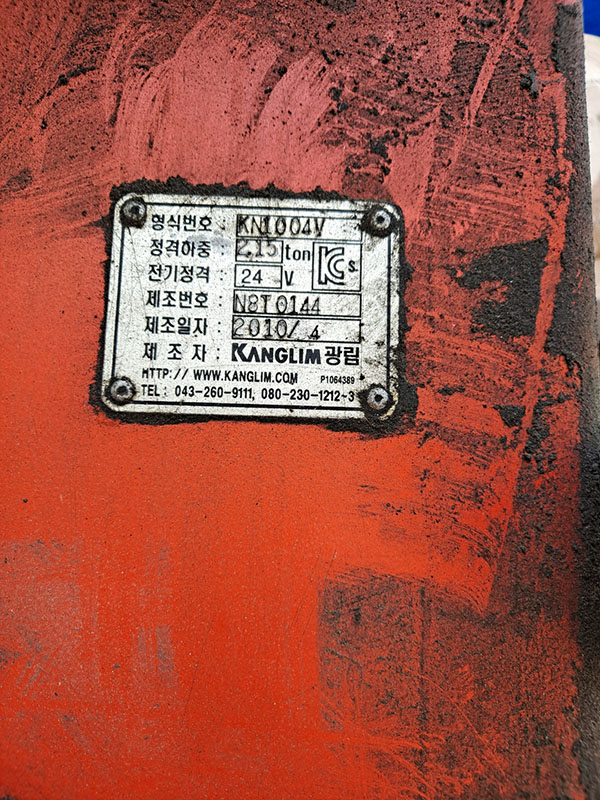 형식번호 : KN1004V
정격하중 : 2.15 ton
전기정격 : 24 V KC s
제조번호 : N8T0144
제조일자 : 2010/ 4
제 조 자 : KANGLIM 광림
HTTP://WWW.KANGLIM.COM P1064389
TEL : 043-260-9111, 080-230-1212~3